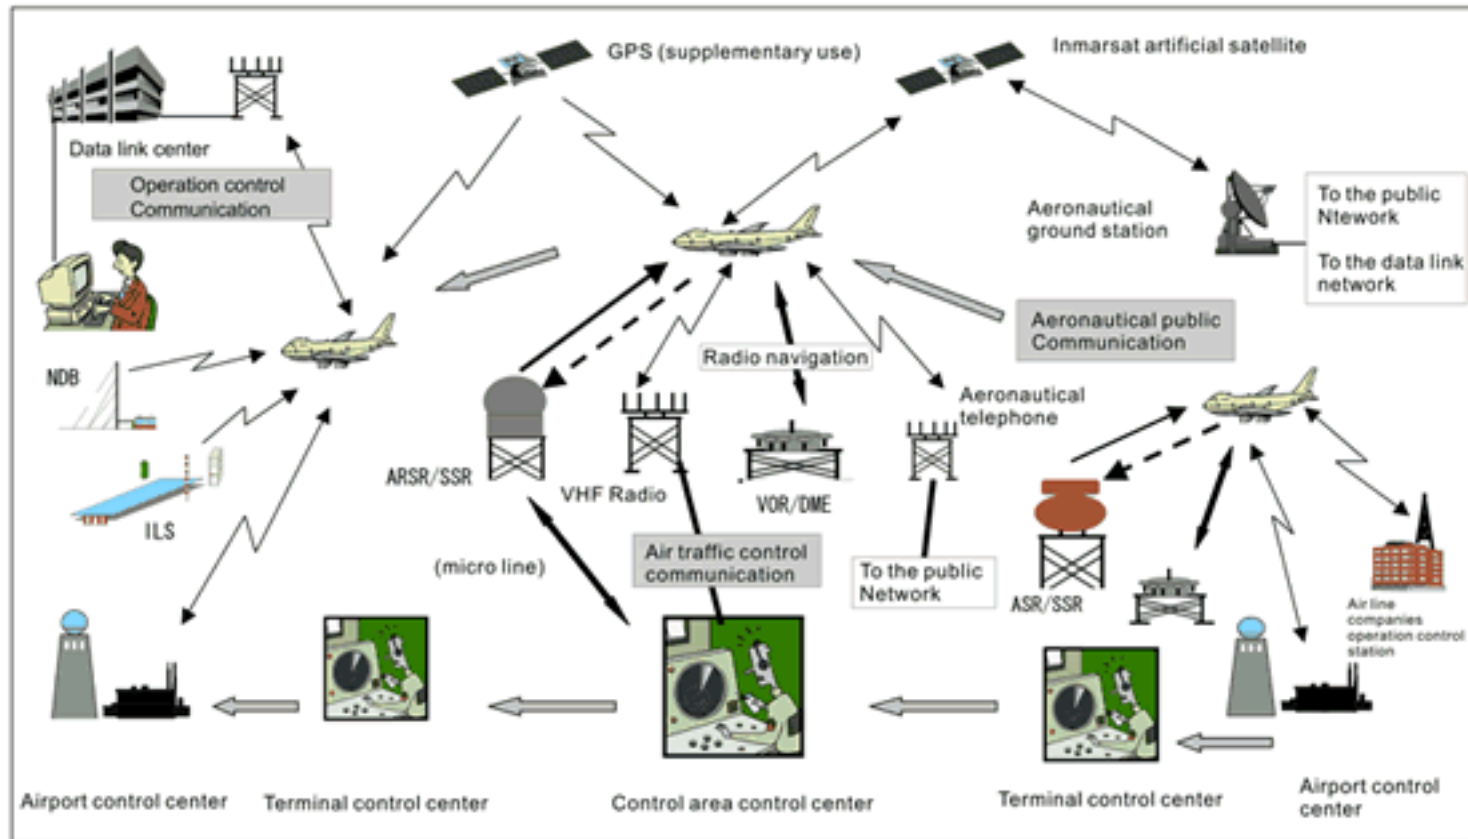 GPS (supplementary use)
Inmarsat artificial satellite
Data link center
Operation control
Communication
Aeronautical
ground station
To the public
Ntework
To the data link
network
Aeronautical public
Communication
Radio navigation
NDB
Aeronautical
telephone
ARSR/SSR
VHF Radio
VOR/DME
ILS
(micro line)
Air traffic control
communication
To the public
Network
ASR/SSR
Air line
companies
operation control
station
Airport control center
Terminal control center
Control area control center
Terminal control center
Airport control
center